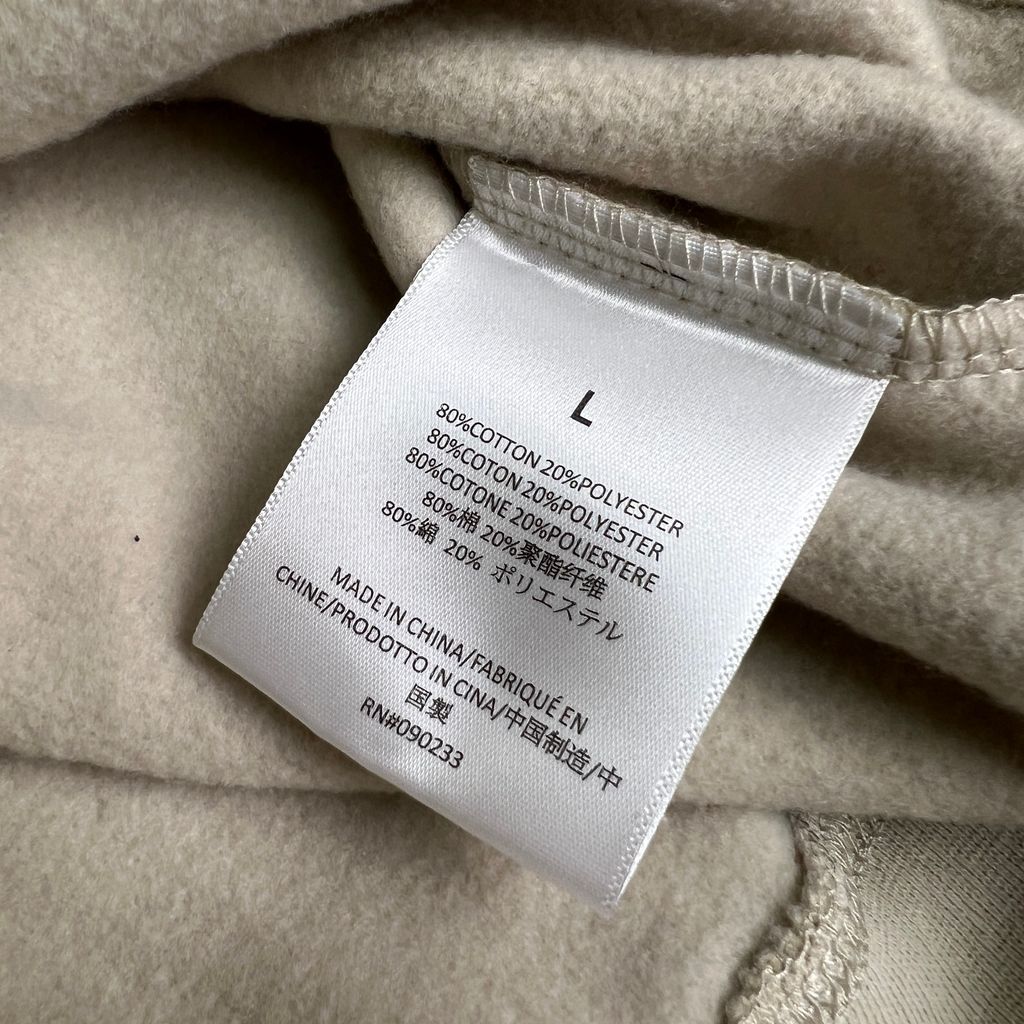 L
80%COTTON 20%POLYESTER
80%COTON 20%POLYESTER
80%COTONE 20%POLIESTERE
80%棉 20%聚酯纤维
80%綿 20% ポリエステル
MADE IN CHINA/FABRIQUÉ EN
CHINE/PRODOTTO IN CINA/中国制造/中
国製
RN#090233